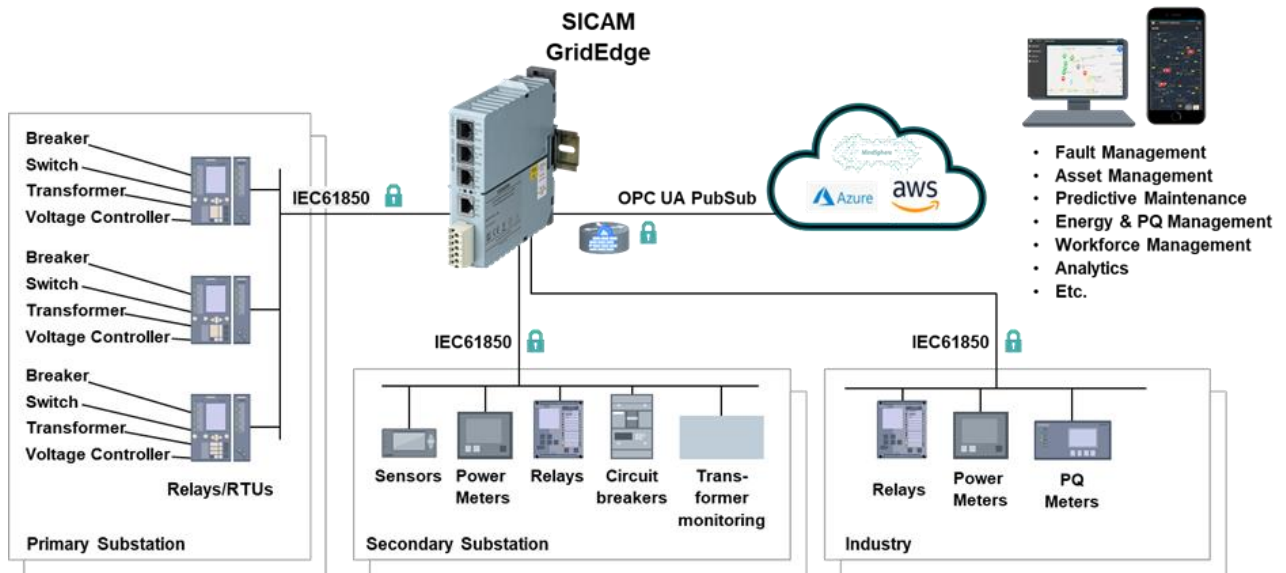 SICAM
GridEdge
Breaker
Switch
Transformer
Voltage Controller
Breaker
Switch
Transformer
Voltage Controller
Breaker
Switch
Transformer
Voltage Controller
Relays/RTUs
Primary Substation
IEC61850
OPC UA PubSub
MindSphere
Azure
aws
• Fault Management
• Asset Management
• Predictive Maintenance
• Energy & PQ Management
• Workforce Management
• Analytics
• Etc.
IEC61850
Sensors
Power
Meters
Relays
Circuit
breakers
Trans-
former
monitoring
Secondary Substation
IEC61850
Relays
Power
Meters
PQ
Meters
Industry